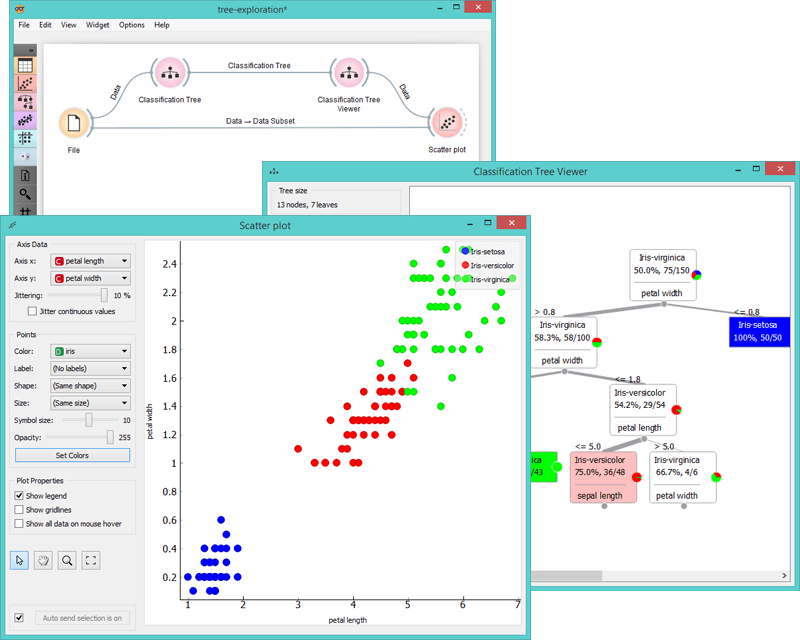 tree-exploration*
File Edit View Widget Options Help
Data
Classification Tree
Data
Classification Tree
Classification Tree
Viewer
Data → Data Subset
File
Scatter plot
Classification Tree Viewer
Tree size
13 nodes, 7 leaves
Iris-virginica
50.0%, 75/150
petal width
> 0.8
<= 0.8
Iris-virginica
58.3%, 58/100
petal width
Iris-setosa
100%, 50/50
<= 1.8
Iris-versicolor
54.2%, 29/54
petal length
<= 5.0
> 5.0
ica
/43
Iris-versicolor
75.0%, 36/48
sepal length
Iris-virginica
66.7%, 4/6
petal width
Scatter plot
Axis Data
Axis x: C petal length
Axis y: C petal width
Jittering: 10 %
Jitter continuous values
Points
Color: D iris
Label: (No labels)
Shape: (Same shape)
Size: (Same size)
Symbol size: 10
Opacity: 255
Set Colors
Plot Properties
Show legend
Show gridlines
Show all data on mouse hover
Auto send selection is on
Iris-setosa
Iris-versicolor
Iris-virginica
petal width
2.4
2.2
2
1.8
1.6
1.4
1.2
1
0.8
0.6
0.4
0.2
1 2 3 4 5 6 7
petal length